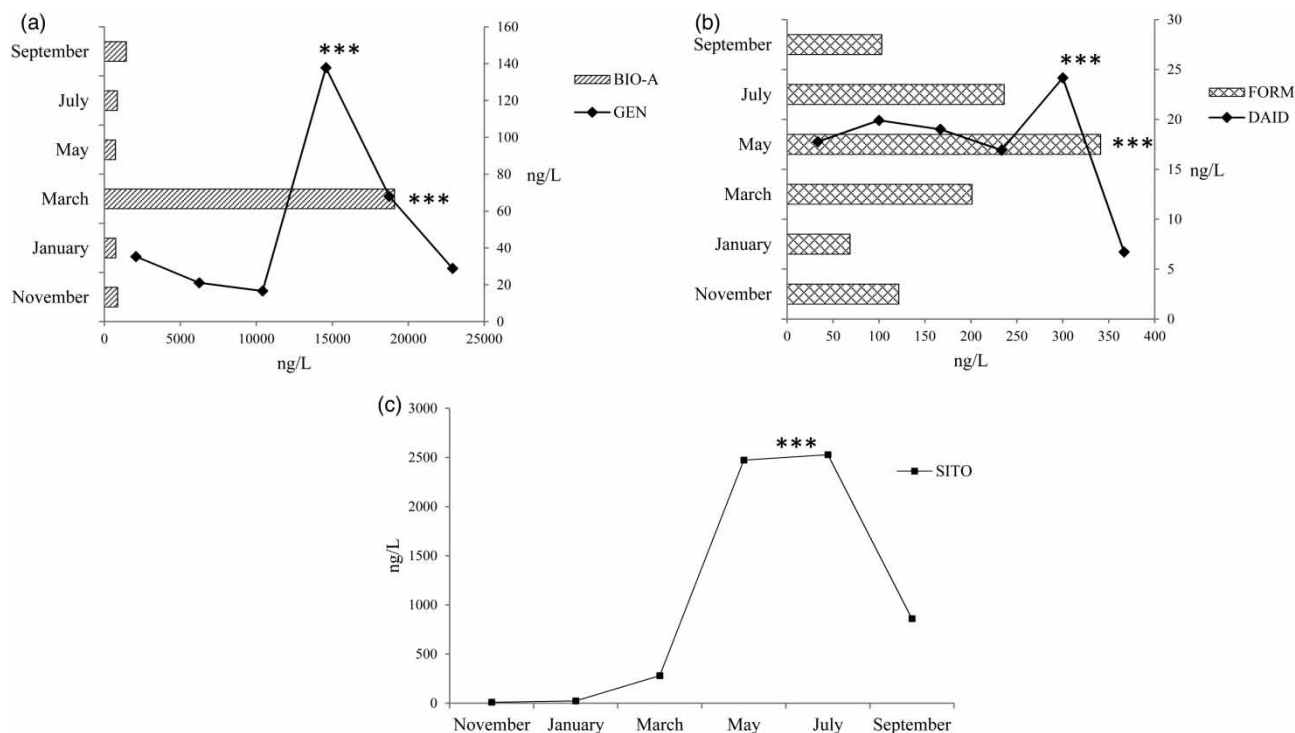 (a)
September
July
May
March
January
November
0 5000 10000 15000 20000 25000
ng/L
160
140
120
100
80
60
40
20
0
ng/L
***
***
BIO-A
GEN
(b)
September
July
May
March
January
November
0 50 100 150 200 250 300 350 400
ng/L
30
25
20
15
10
5
0
ng/L
***
***
FORM
DAID
(c)
3000
2500
2000
1500
1000
500
0
ng/L
***
SITO
November January March May July September